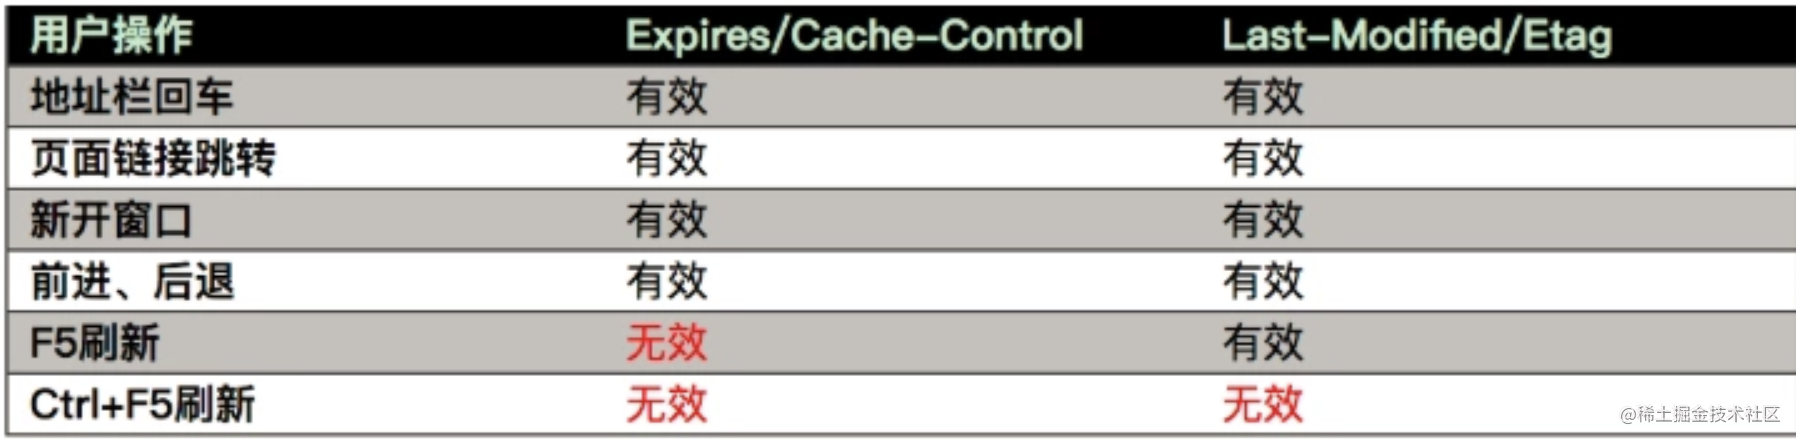 用户操作 Expires/Cache-Control Last-Modified/Etag
地址栏回车 有效 有效
页面链接跳转 有效 有效
新开窗口 有效 有效
前进、后退 有效 有效
F5刷新 无效 有效
Ctrl+F5刷新 无效 无效
@稀土掘金技术社区